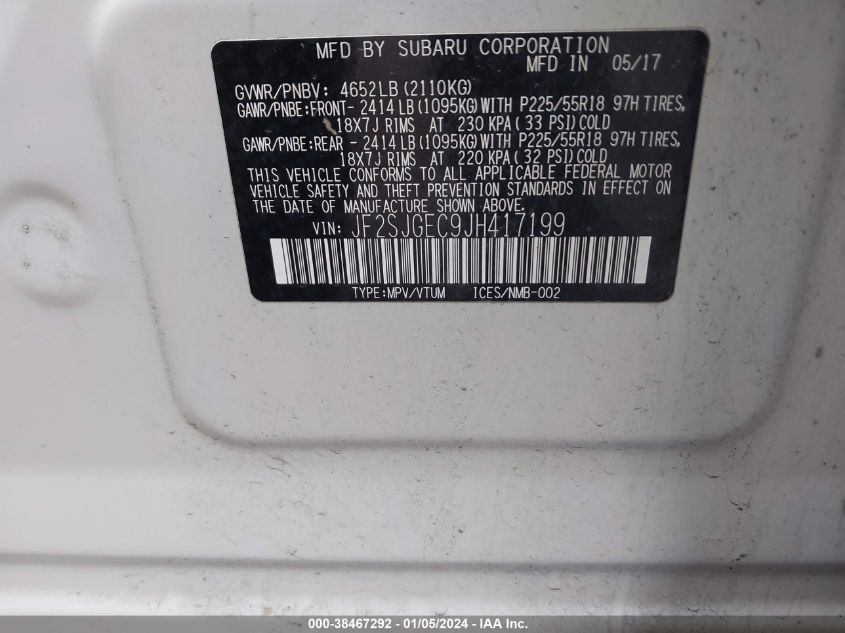 MFD BY SUBARU CORPORATION
MFD IN 05/17
GVWR/PNBV: 4652LB(2110KG)
GAWR/PNBE:FRONT- 2414LB(1095KG)WITH P225/55R18 97H TIRES,
18X7J RIMS AT 230 KPA(33 PSI)COLD
GAWR/PNBE:REAR - 2414LB(1095KG)WITH P225/55R18 97H TIRES,
18X7J RIMS AT 220 KPA(32 PSI)COLD
THIS VEHICLE CONFORMS TO ALL APPLICABLE FEDERAL MOTOR
VEHICLE SAFETY AND THEFT PREVENTION STANDARDS IN EFFECT ON
THE DATE OF MANUFACTURE SHOWN ABOVE.
VIN: JF2SJGEC9JH417199
TYPE:MPV/VTUM ICES/NMB-002
000-38467292 - 01/05/2024 - IAA Inc.